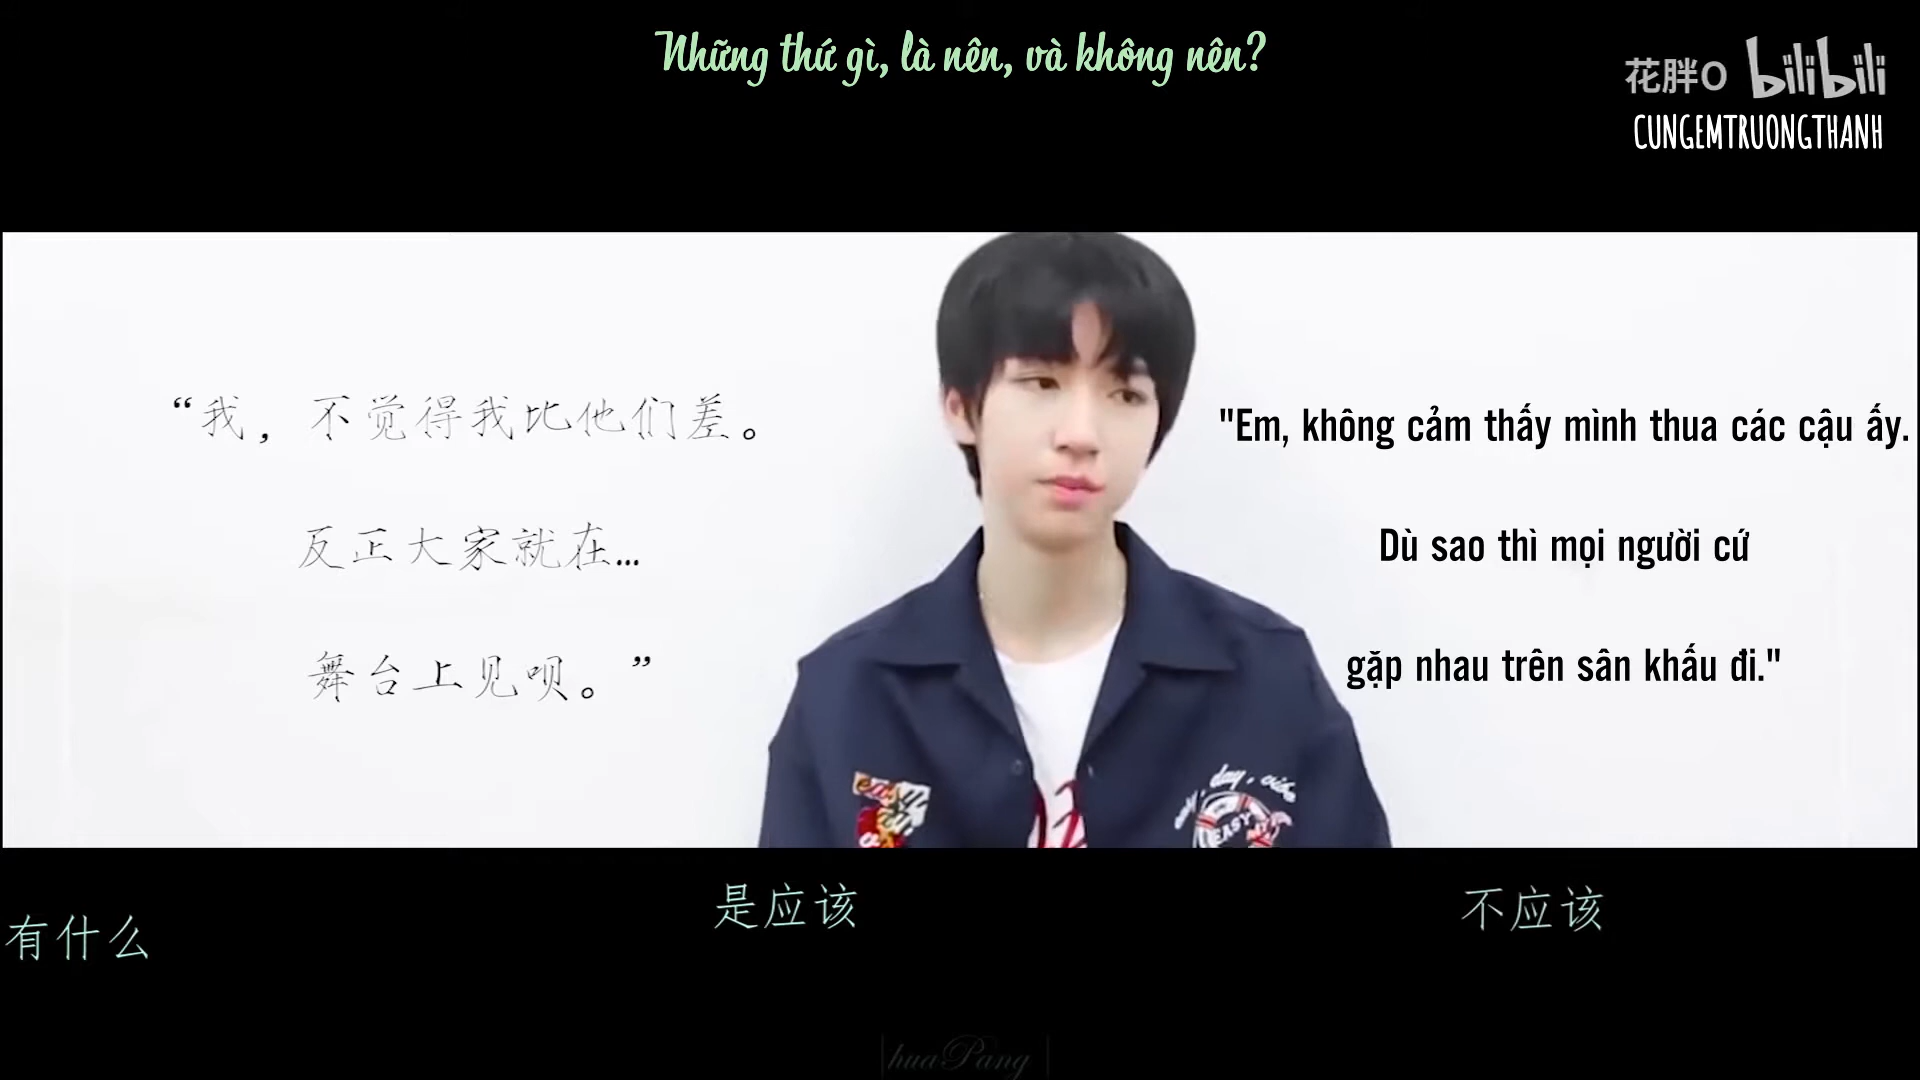 Những thứ gì, là nên, và không nên?
花胖O bilibili
CUNGEMTRUONGTHANH
“我，不觉得我比他们差。
反正大家就在...
舞台上见呗。”
"Em, không cảm thấy mình thua các cậu ấy.
Dù sao thì mọi người cứ
gặp nhau trên sân khấu đi."
day, vibe
EASY
有什么
是应该
不应该
huaPang